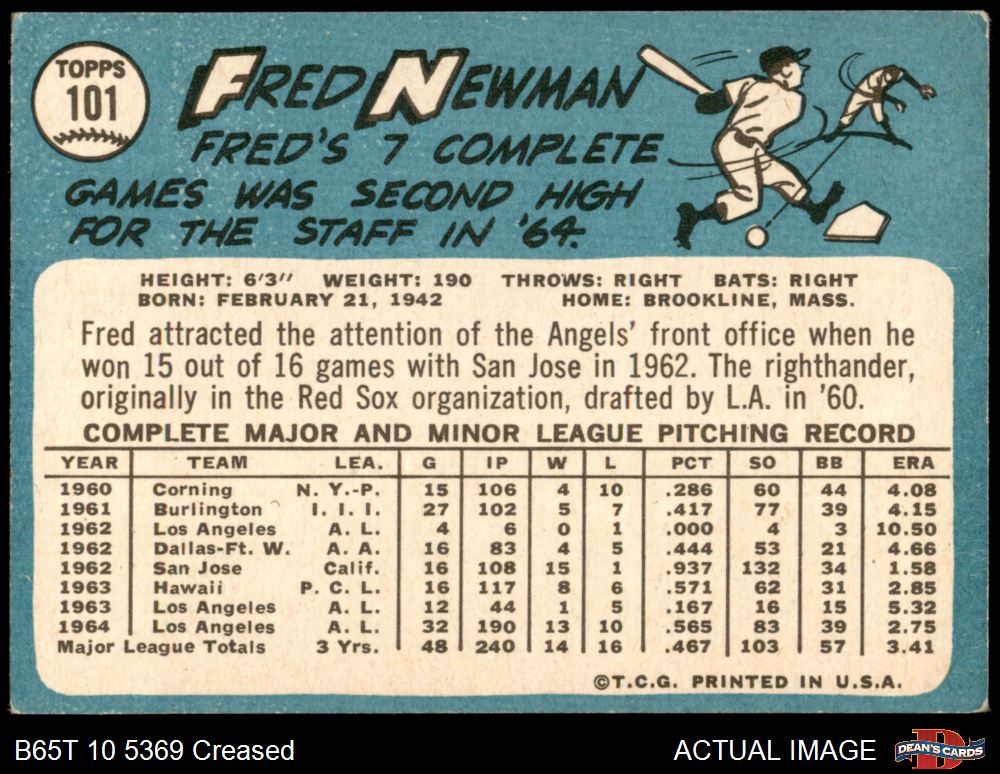 TOPPS
101
FRED NEWMAN
FRED'S 7 COMPLETE
GAMES WAS SECOND HIGH
FOR THE STAFF IN '64.
HEIGHT: 6'3" WEIGHT: 190 THROWS: RIGHT BATS: RIGHT
BORN: FEBRUARY 21, 1942 HOME: BROOKLINE, MASS.
Fred attracted the attention of the Angels' front office when he
won 15 out of 16 games with San Jose in 1962. The righthander,
originally in the Red Sox organization, drafted by L.A. in '60.
COMPLETE MAJOR AND MINOR LEAGUE PITCHING RECORD
YEAR TEAM LEA. G IP W L PCT SO BB ERA
1960 Corning N. Y.-P. 15 106 4 10 .286 60 44 4.08
1961 Burlington I. I. I. 27 102 5 7 .417 77 39 4.15
1962 Los Angeles A. L. 4 6 0 1 .000 4 3 10.50
1962 Dallas-Ft. W. A. A. 16 83 4 5 .444 53 21 4.66
1962 San Jose Calif. 16 108 15 1 .937 132 34 1.58
1963 Hawaii P. C. L. 16 117 8 6 .571 62 31 2.85
1963 Los Angeles A. L. 12 44 1 5 .167 16 15 5.32
1964 Los Angeles A. L. 32 190 13 10 .565 83 39 2.75
Major League Totals 3 Yrs. 48 240 14 16 .467 103 57 3.41
©T.C.G. PRINTED IN U.S.A.
B65T 10 5369 Creased ACTUAL IMAGE
DEAN'S CARDS